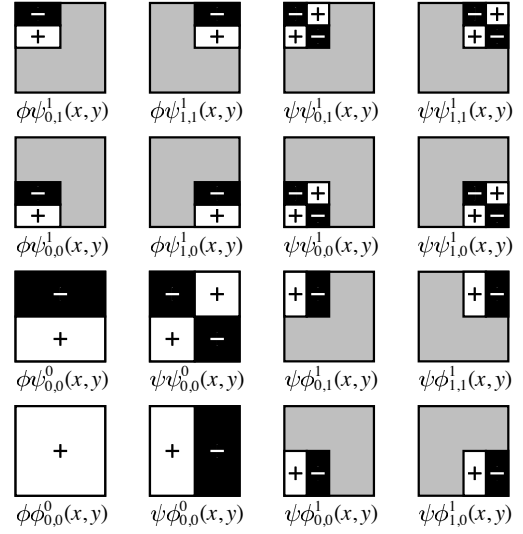 − − − + − +
+ + + − + −
ϕψ¹₀,₁(x, y) ϕψ¹₁,₁(x, y) ψψ¹₀,₁(x, y) ψψ¹₁,₁(x, y)
− − − + − +
+ + + − + −
ϕψ¹₀,₀(x, y) ϕψ¹₁,₀(x, y) ψψ¹₀,₀(x, y) ψψ¹₁,₀(x, y)
− − + + − + −
+ + −
ϕψ⁰₀,₀(x, y) ψψ⁰₀,₀(x, y) ψϕ¹₀,₁(x, y) ψϕ¹₁,₁(x, y)
+ + − + − + −
ϕϕ⁰₀,₀(x, y) ψϕ⁰₀,₀(x, y) ψϕ¹₀,₀(x, y) ψϕ¹₁,₀(x, y)